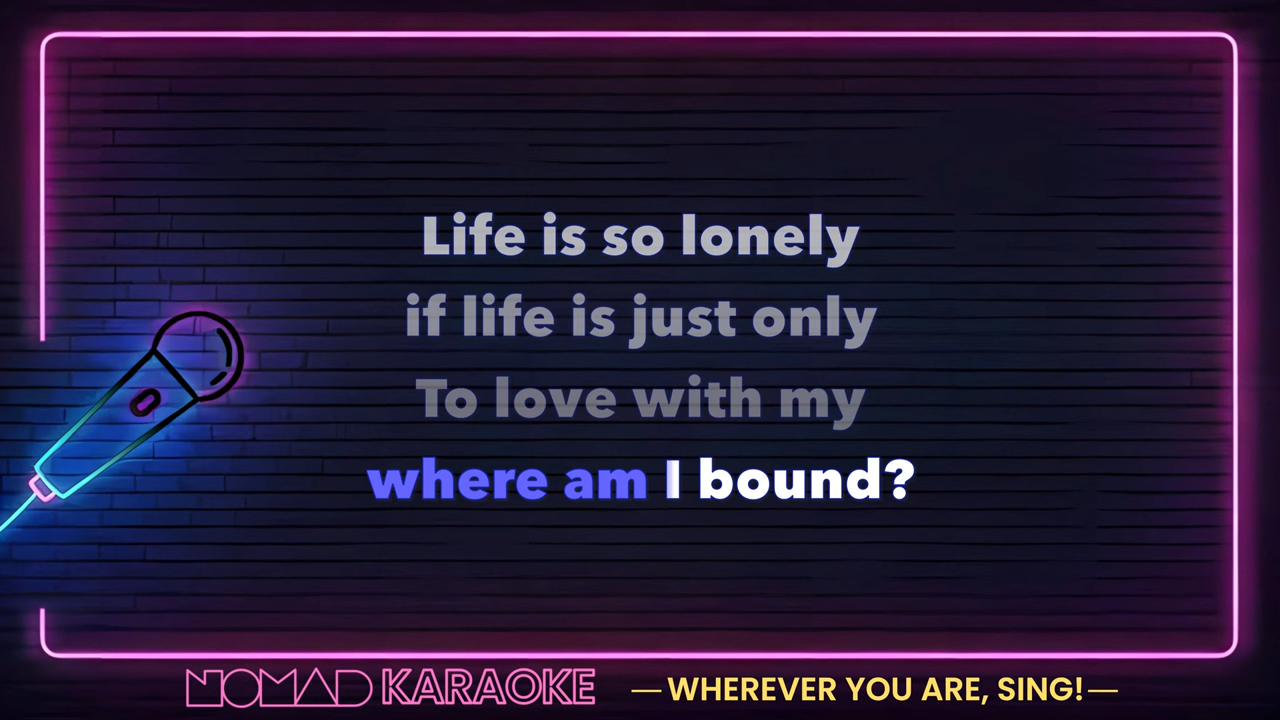 Life is so lonely
if life is just only
To love with my
where am I bound?
NOMAD KARAOKE —WHEREVER YOU ARE, SING!—